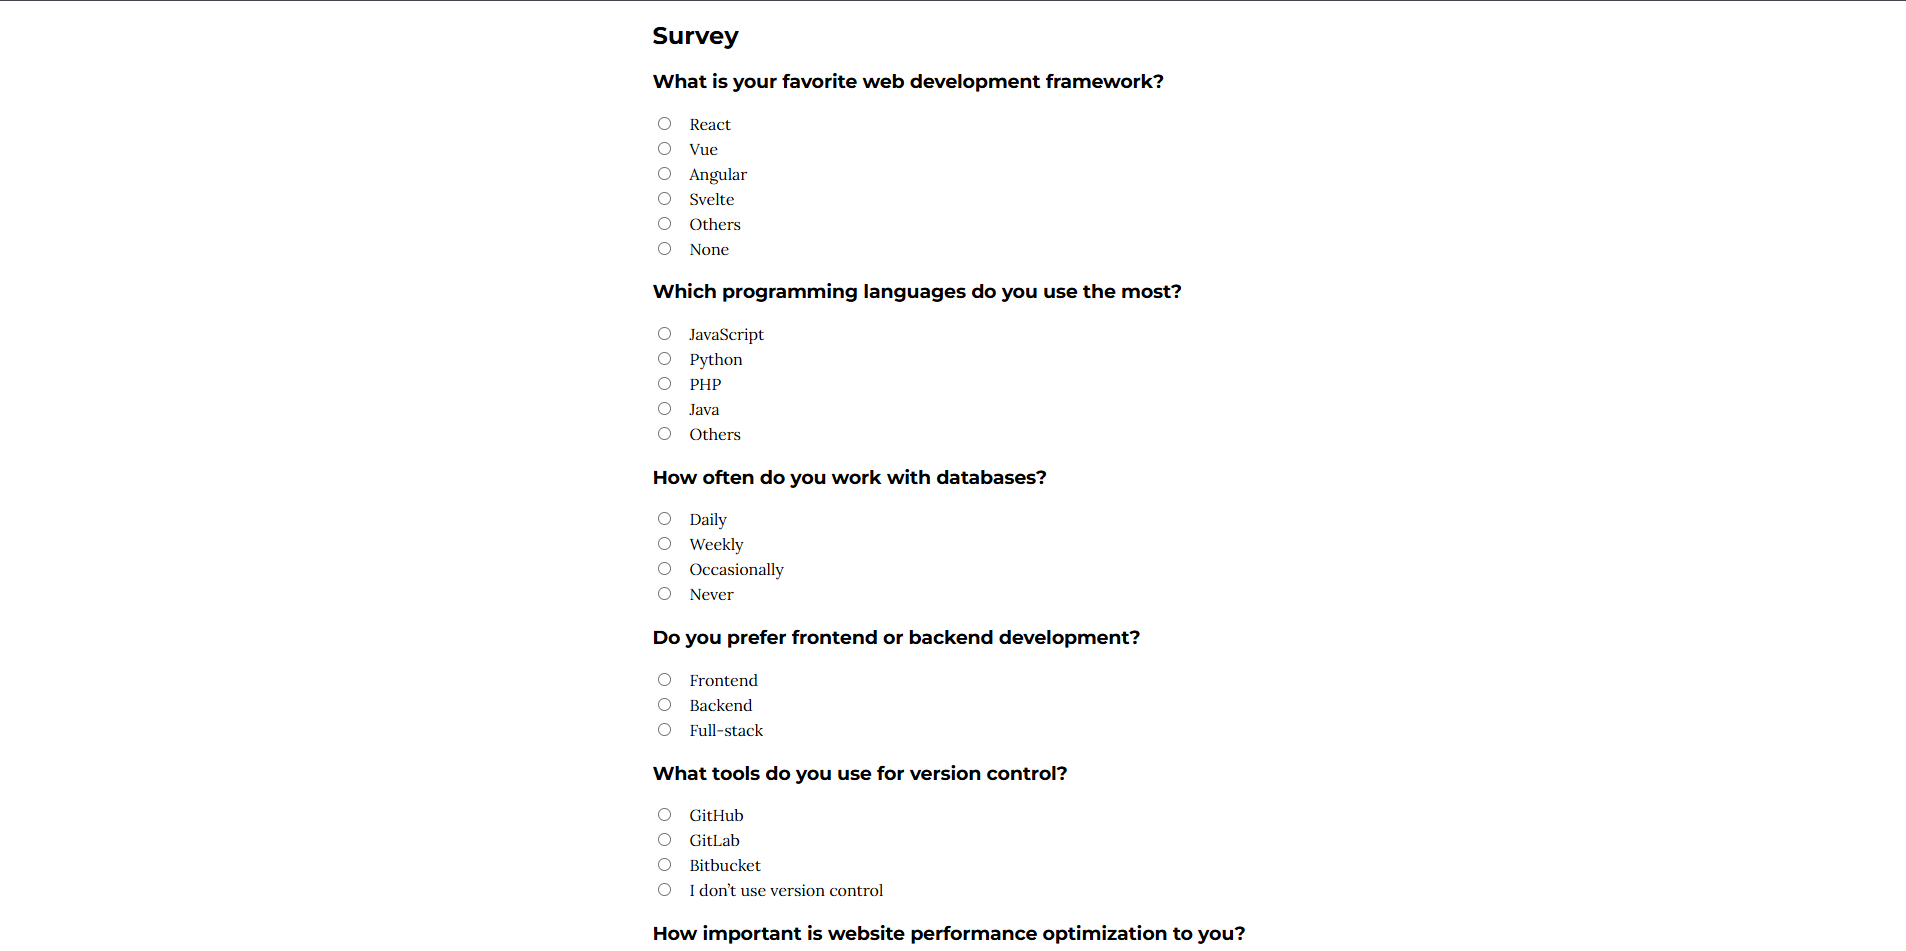 Survey
What is your favorite web development framework?
React
Vue
Angular
Svelte
Others
None
Which programming languages do you use the most?
JavaScript
Python
PHP
Java
Others
How often do you work with databases?
Daily
Weekly
Occasionally
Never
Do you prefer frontend or backend development?
Frontend
Backend
Full-stack
What tools do you use for version control?
GitHub
GitLab
Bitbucket
I don’t use version control
How important is website performance optimization to you?